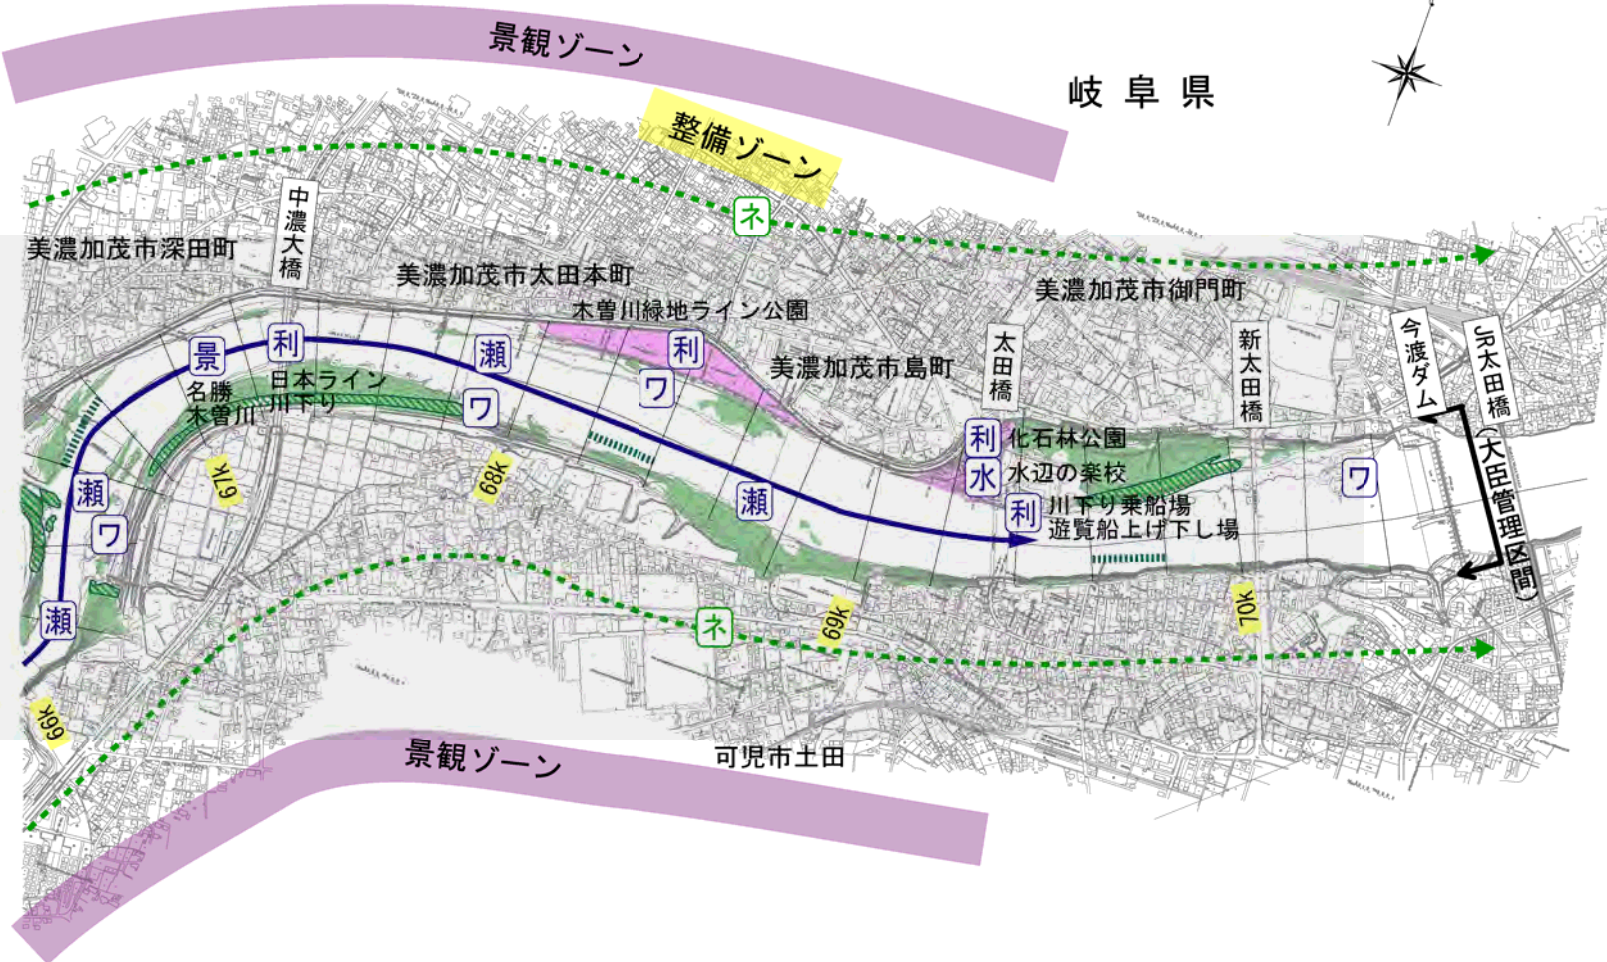 景観ゾーン
岐阜県
整備ゾーン
ネ
中濃大橋
美濃加茂市深田町
美濃加茂市太田本町
美濃加茂市御門町
木曽川緑地ライン公園
今渡ダム
JR太田橋(大臣管理区間)
太田橋
新太田橋
景
利
瀬
利
美濃加茂市島町
名勝
木曽川
日本ライン
川下り
ワ
ワ
利
化石林公園
水
水辺の楽校
67k
68k
瀬
ワ
瀬
ワ
利
川下り乗船場
遊覧船上げ下し場
瀬
ネ
69k
70k
66k
景観ゾーン
可児市土田